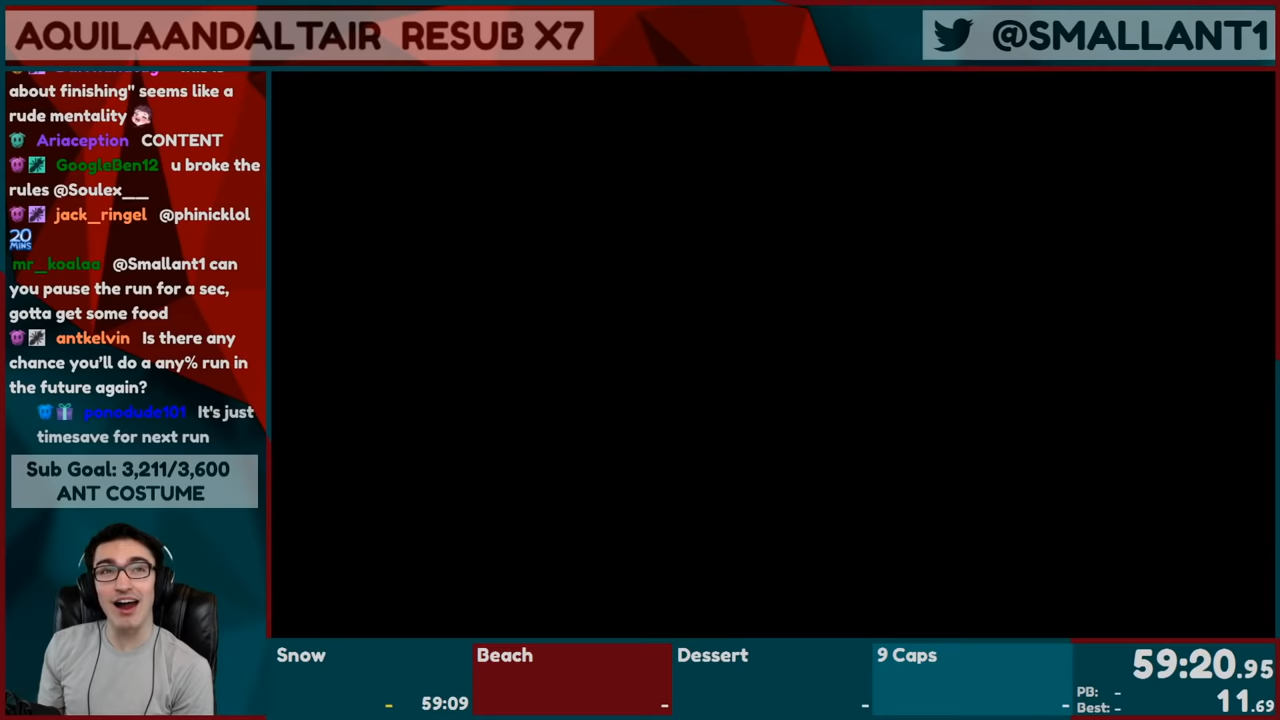 AQUILAANDALTAIR RESUB X7
@SMALLANT1
about finishing" seems like a
rude mentality
Ariaception CONTENT
GoogleBen12 u broke the
rules @Soulex__
jack_ringel @phinicklol
20
MINS
mr_koalaa @Smallant1 can
you pause the run for a sec,
gotta get some food
antkelvin Is there any
chance you'll do a any% run in
the future again?
ponodude101 It's just
timesave for next run
Sub Goal: 3,211/3,600
ANT COSTUME
Snow
- 59:09
Beach
-
Dessert
-
9 Caps
-
59:20.95
PB: -
Best: -
11.69